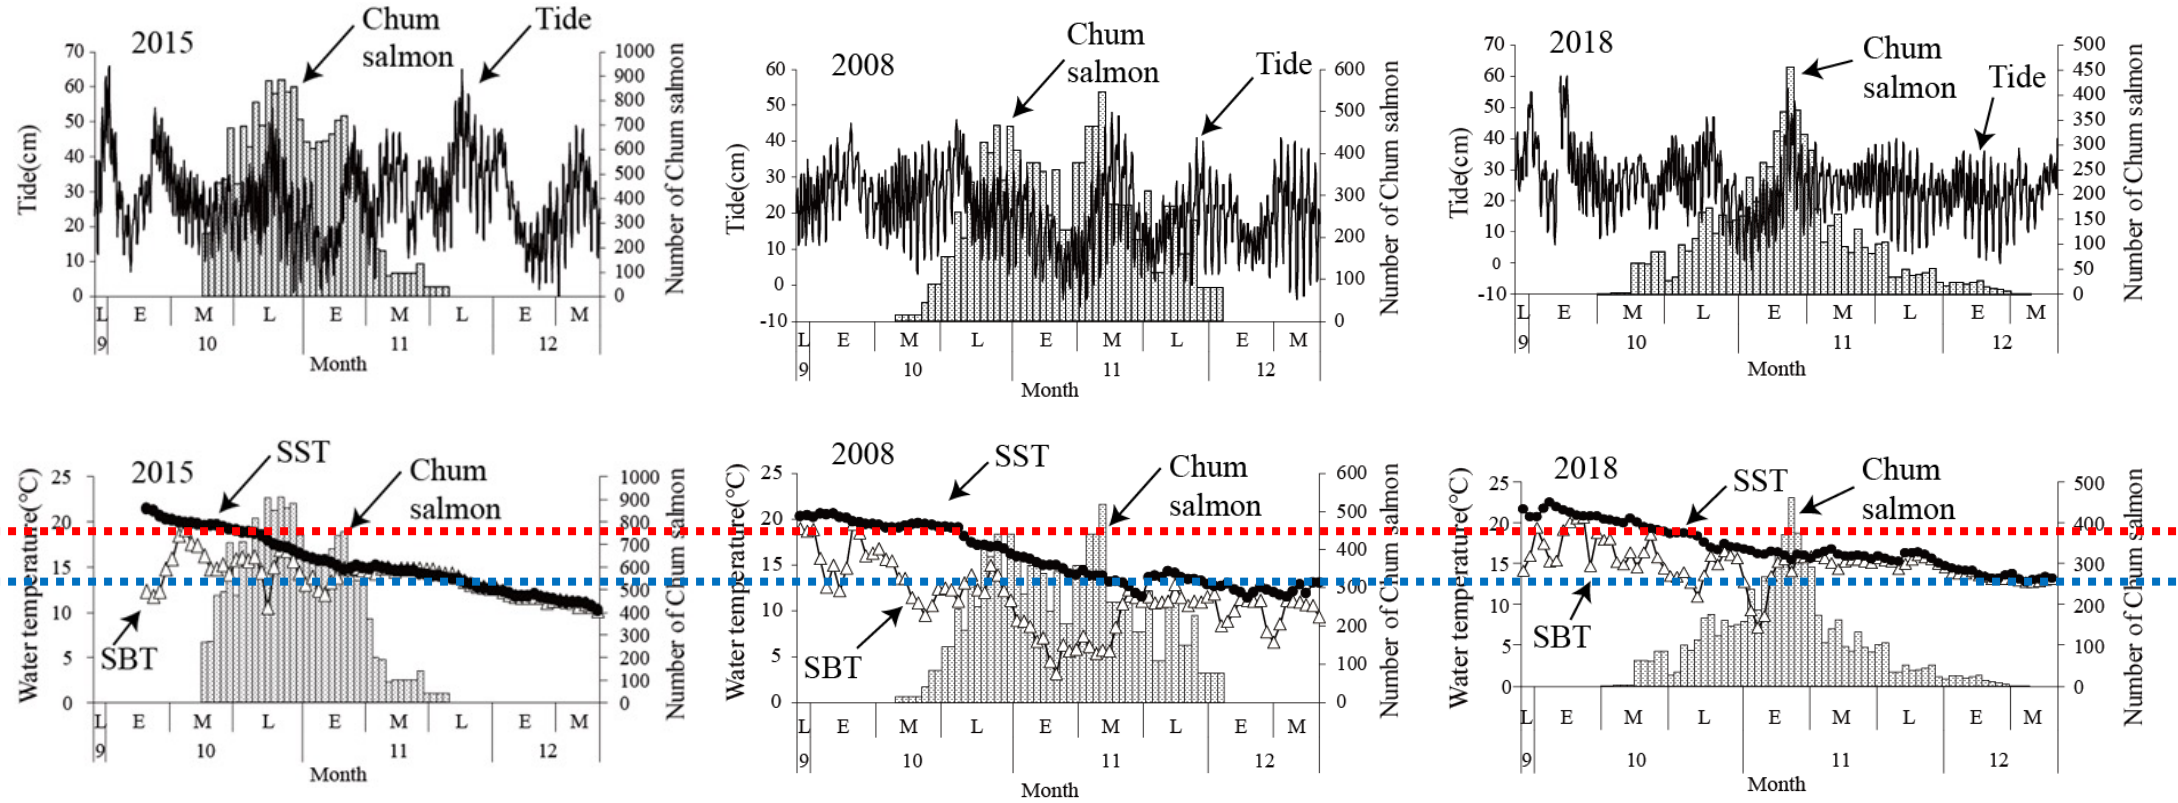 2015
Chum
salmon
Tide
Tide(cm)
70
60
50
40
30
20
10
0
1000
900
800
700
600
500
400
300
200
100
0
Number of Chum salmon
L E M L E M L E M
9 10 11 12
Month
2008
Chum
salmon
Tide
Tide(cm)
60
50
40
30
20
10
0
-10
600
500
400
300
200
100
0
Number of Chum salmon
L E M L E M L E M
9 10 11 12
Month
2018
Chum
salmon
Tide
Tide(cm)
70
60
50
40
30
20
10
0
-10
500
450
400
350
300
250
200
150
100
50
0
Number of Chum salmon
L E M L E M L E M
9 10 11 12
Month
2015
SST
Chum
salmon
SBT
Water temperature(℃)
25
20
15
10
5
0
1000
900
800
700
600
500
400
300
200
100
0
Number of Chum salmon
L E M L E M L E M
9 10 11 12
Month
2008
SST
Chum
salmon
SBT
Water temperature(℃)
25
20
15
10
5
0
600
500
400
300
200
100
0
Number of Chum salmon
L E M L E M L E M
9 10 11 12
Month
2018
SST
Chum
salmon
SBT
Water temperature(℃)
25
20
15
10
5
0
500
400
300
200
100
0
Number of Chum salmon
L E M L E M L E M
9 10 11 12
Month